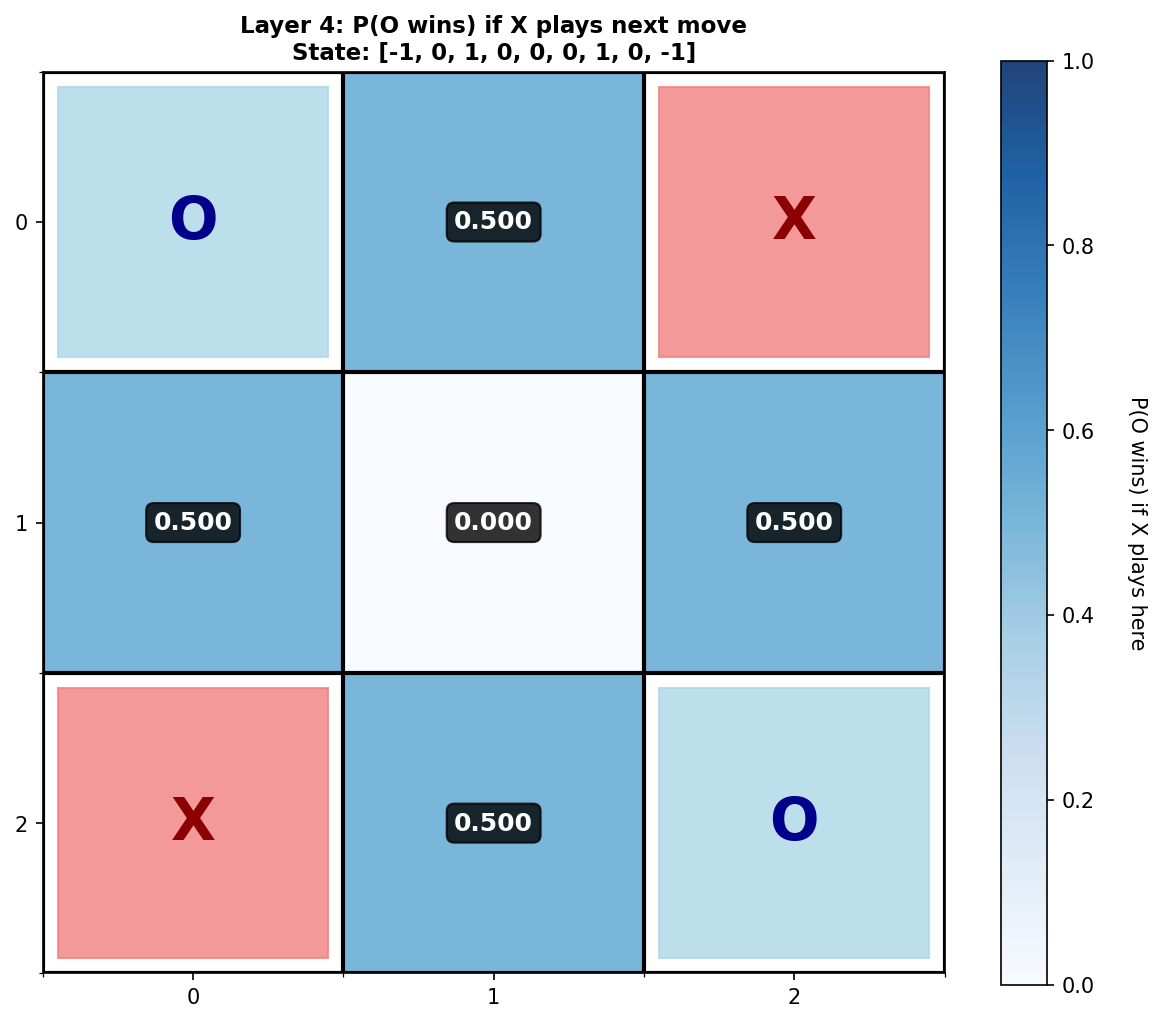 Layer 4: P(O wins) if X plays next move
State: [-1, 0, 1, 0, 0, 0, 1, 0, -1]
O
0.500
X
0
0.500
0.000
0.500
1
X
0.500
O
2
0
1
2
1.0
0.8
0.6
0.4
0.2
0.0
P(O wins) if X plays here